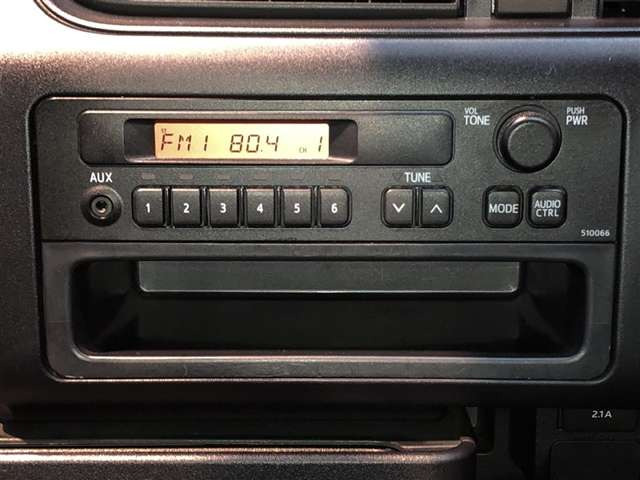 VOL
TONE
PUSH
PWR
ST
FM1 80.4 CH 1
AUX
TUNE
1 2 3 4 5 6
MODE
AUDIO
CTRL
510066
2.1A